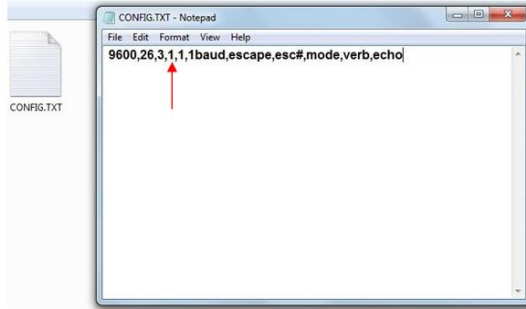 CONFIG.TXT - Notepad
File Edit Format View Help
9600,26,3,1,1,1baud,escape,esc#,mode,verb,echo
CONFIG.TXT